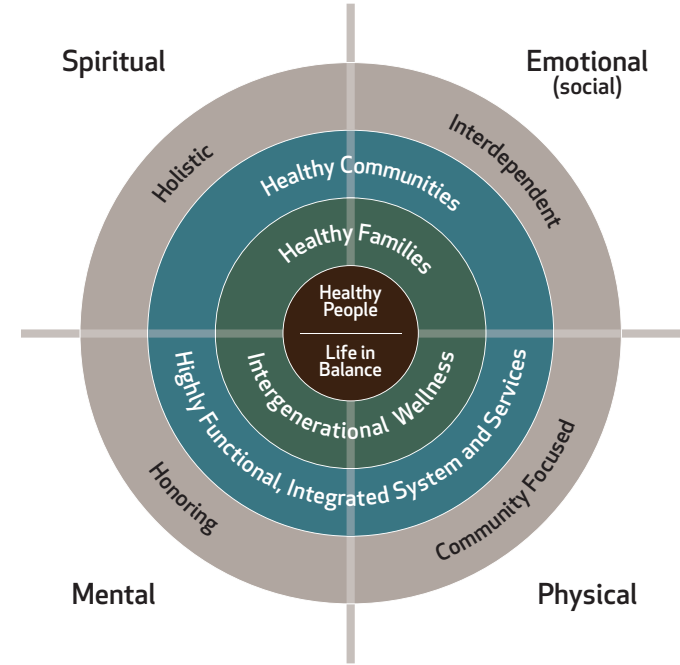 Spiritual
Emotional
(social)
Holistic
Interdependent
Healthy Communities
Healthy Families
Healthy
People
Life in
Balance
Intergenerational Wellness
Highly Functional, Integrated System and Services
Honoring
Community Focused
Mental
Physical